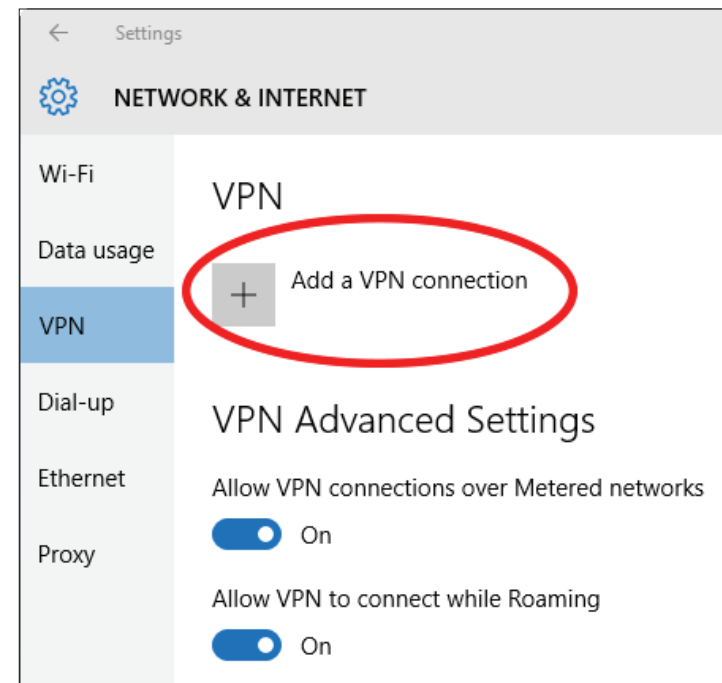 Settings
NETWORK & INTERNET
Wi-Fi
Data usage
VPN
Dial-up
Ethernet
Proxy
VPN
Add a VPN connection
VPN Advanced Settings
Allow VPN connections over Metered networks
On
Allow VPN to connect while Roaming
On